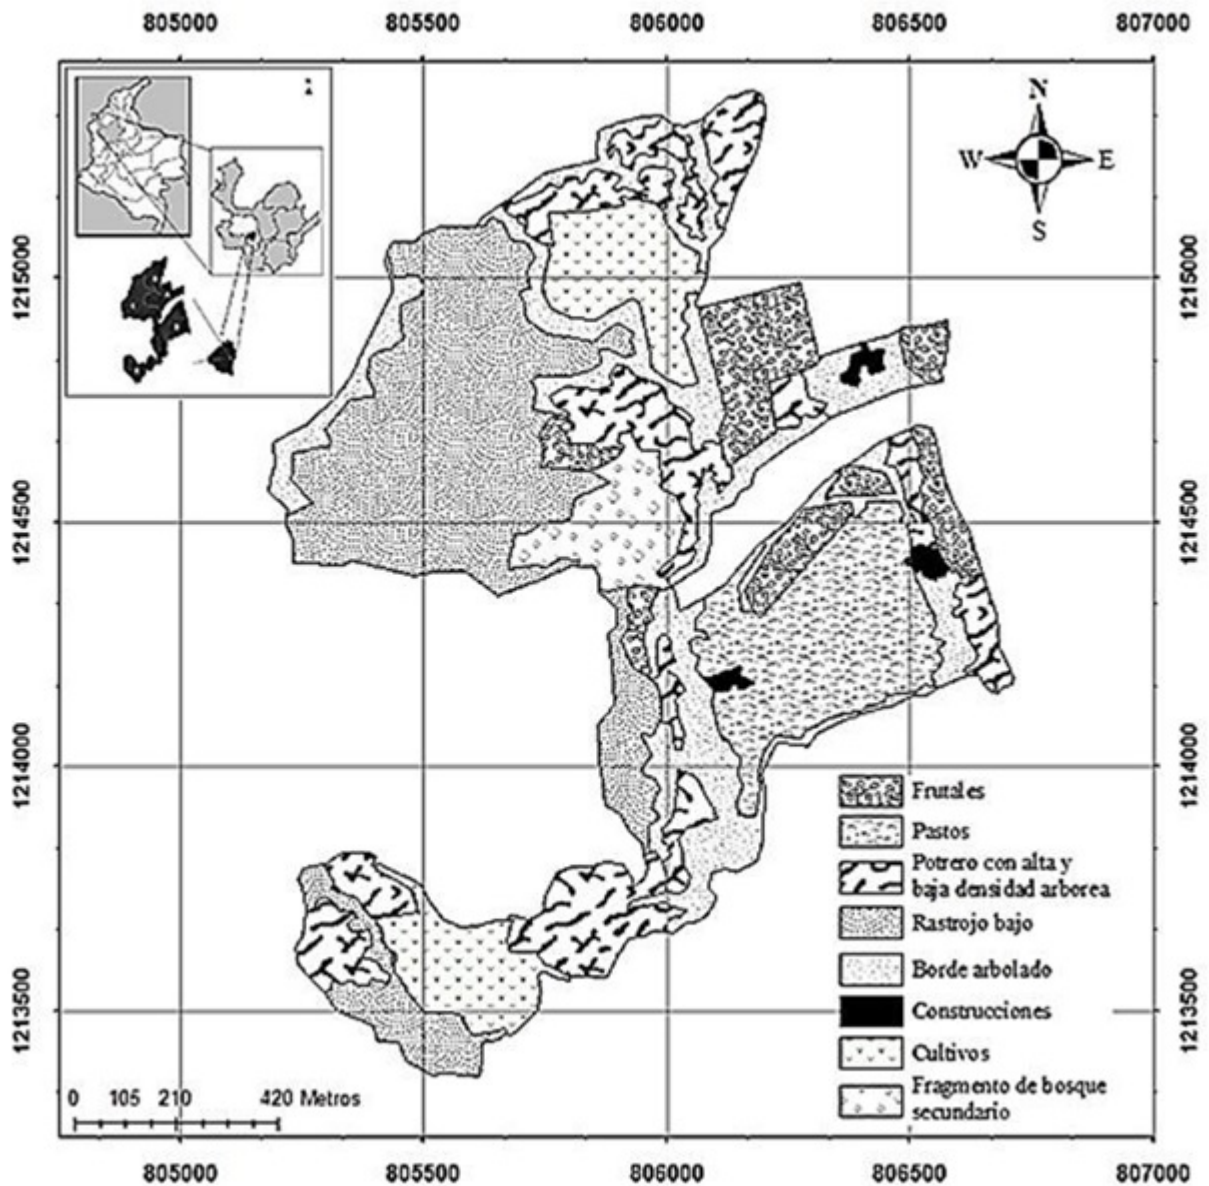 805000 805500 806000 806500 807000
N
W E
S
1215000 1215000
1214500 1214500
1214000 1214000
1213500 1213500
Frutales
Pastos
Potrero con alta y
baja densidad arborea
Rastrojo bajo
Borde arbolado
Construcciones
Cultivos
Fragmento de bosque
secundario
0 105 210 420 Metros
805000 805500 806000 806500 807000